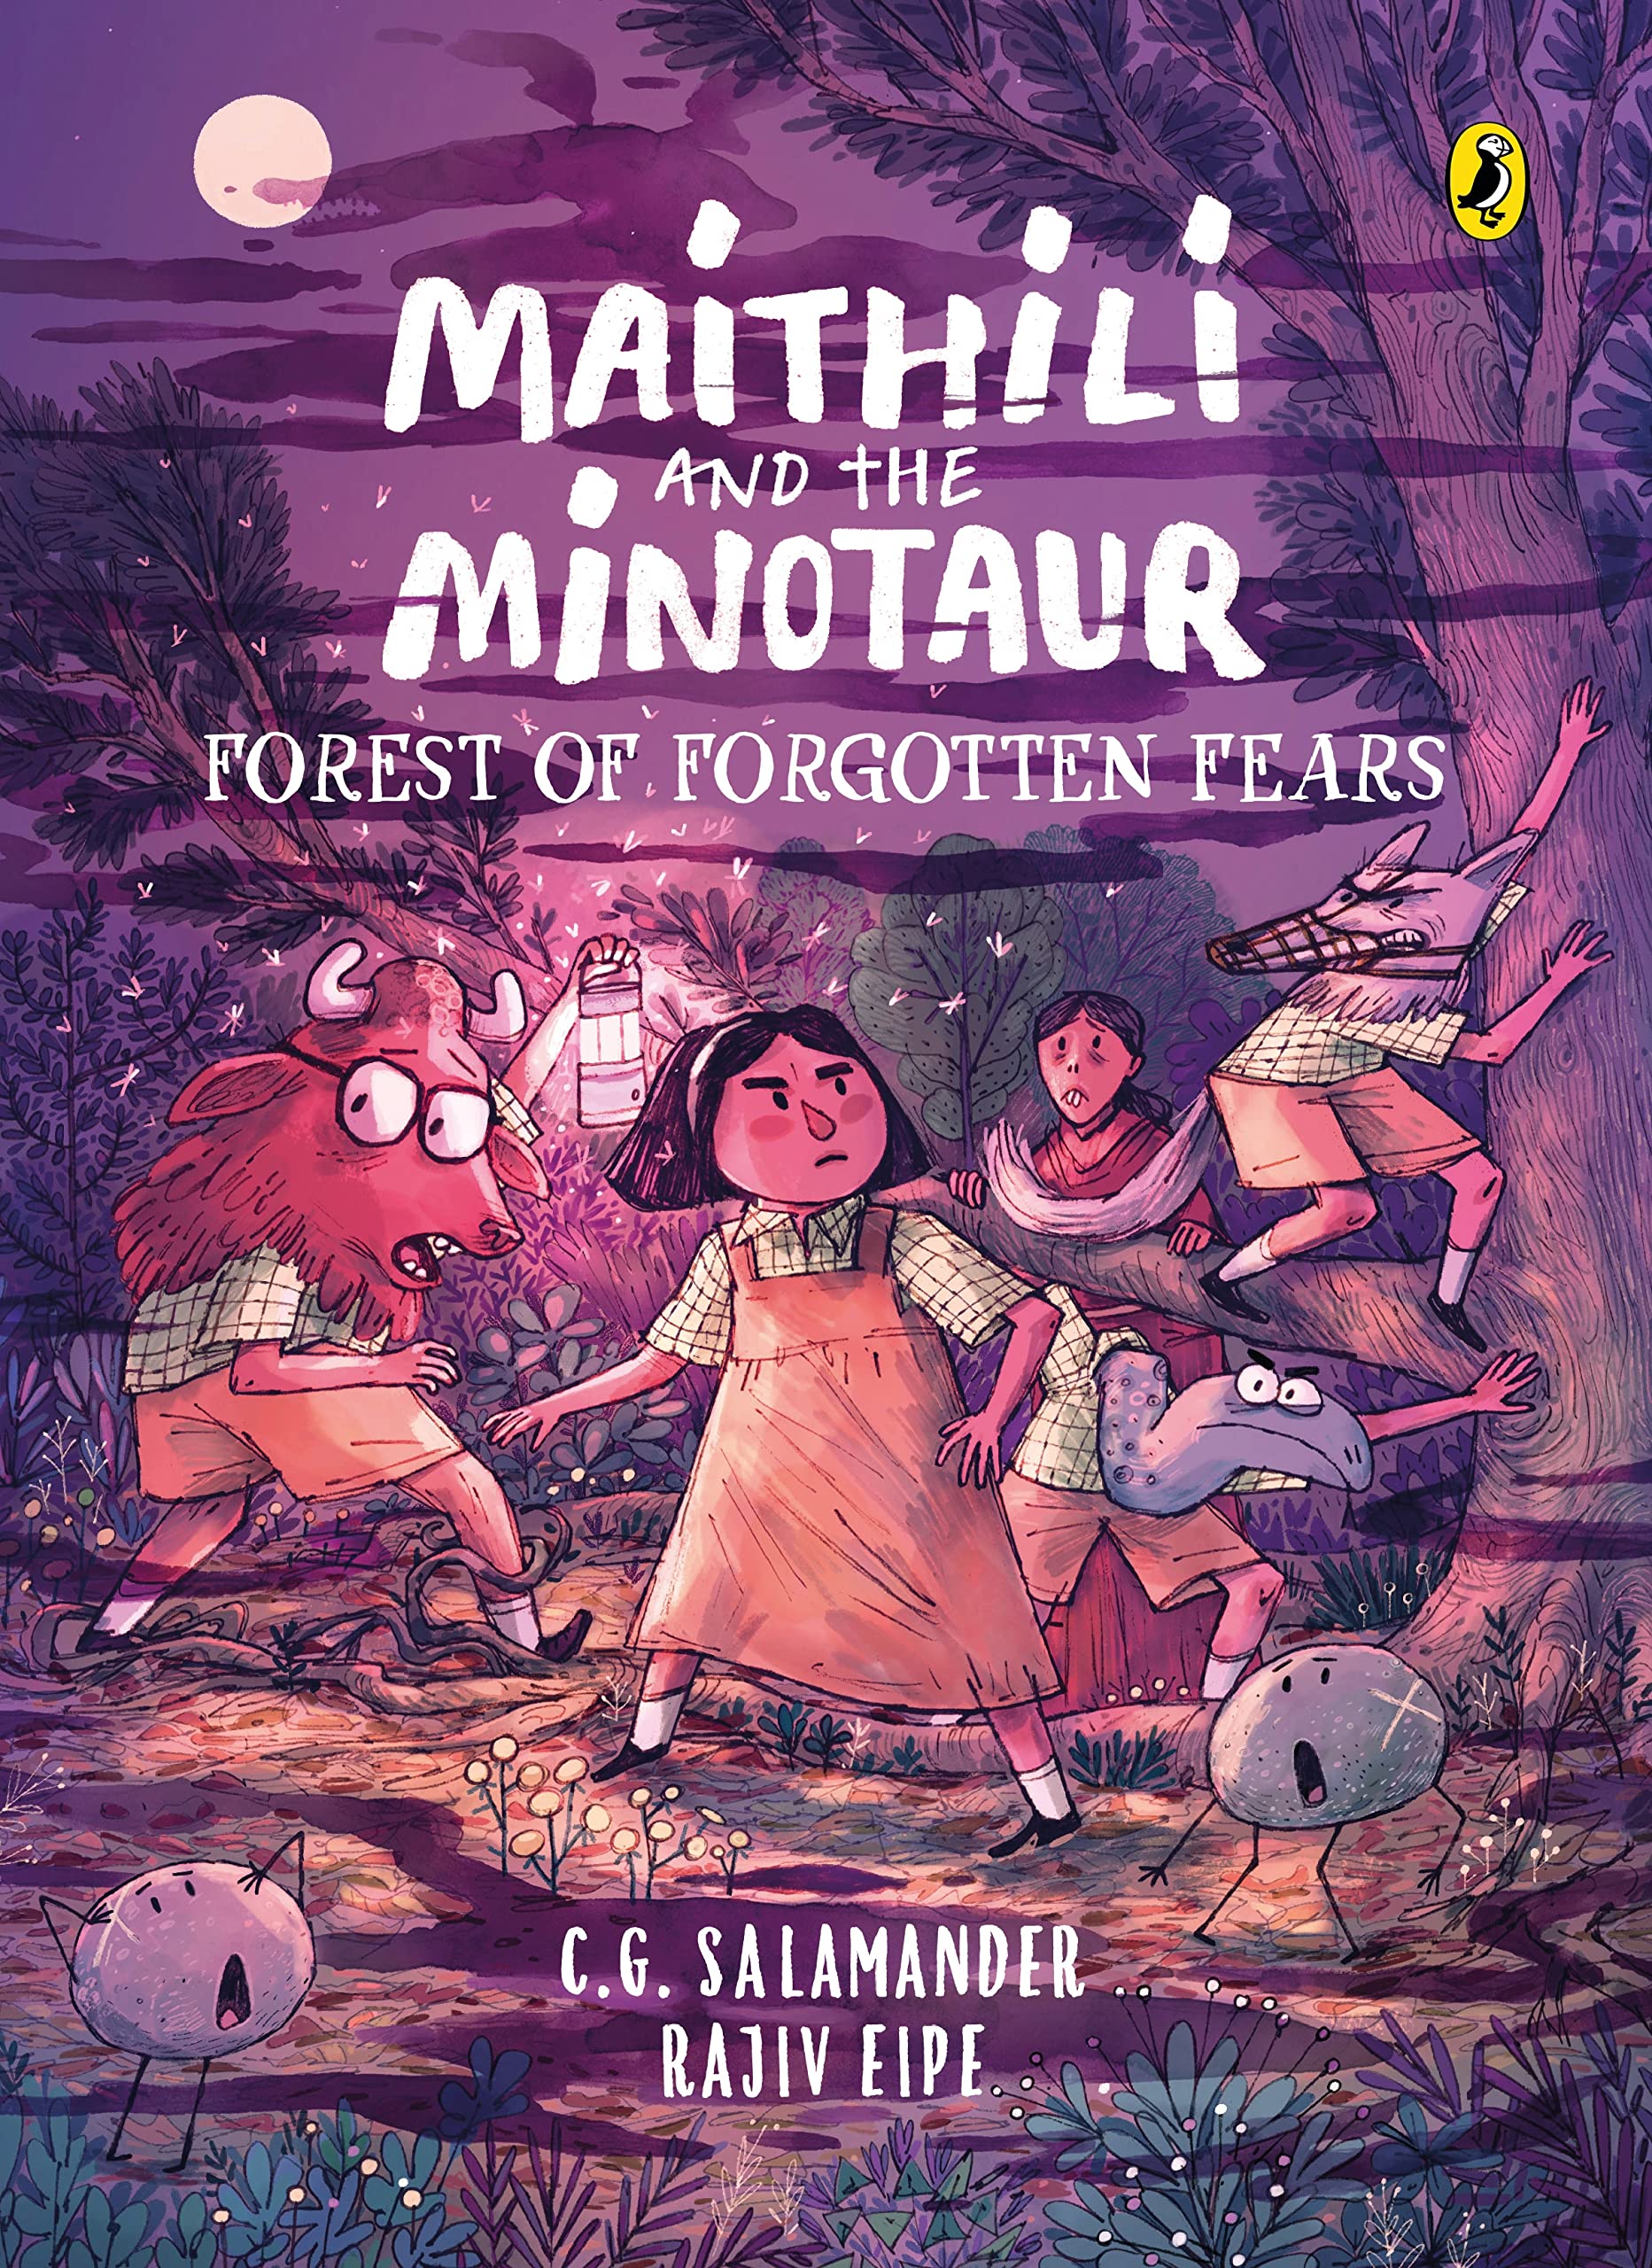 MAITHILI
AND THE
MINOTAUR
FOREST OF FORGOTTEN FEARS
C.G. SALAMANDER
RAJIV EIPE